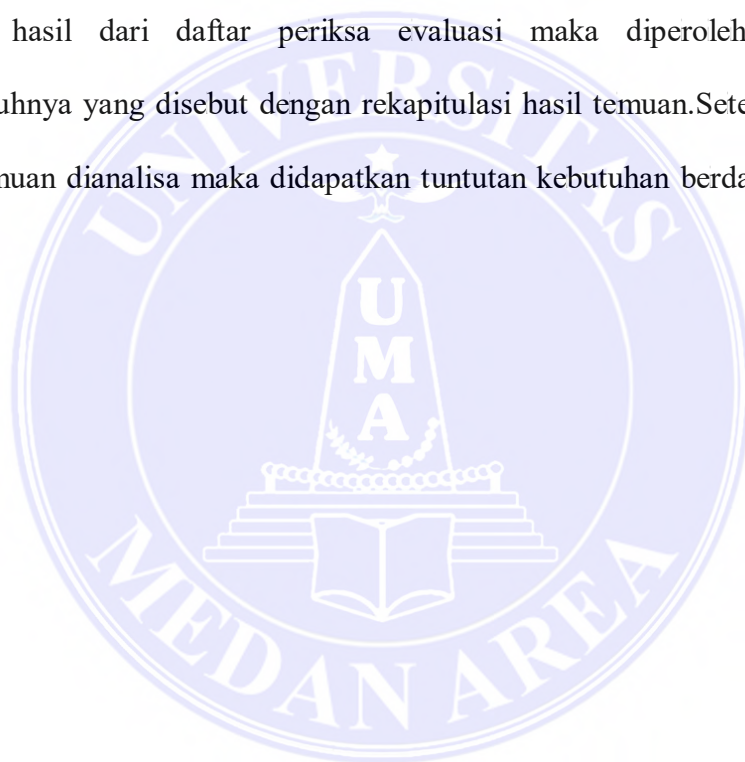 hasil dari daftar periksa evaluasi maka diperoleh
uhnya yang disebut dengan rekapitulasi hasil temuan.Sete
nuan dianalisa maka didapatkan tuntutan kebutuhan berda
UNIVERSITAS
U
M
A
MEDAN AREA